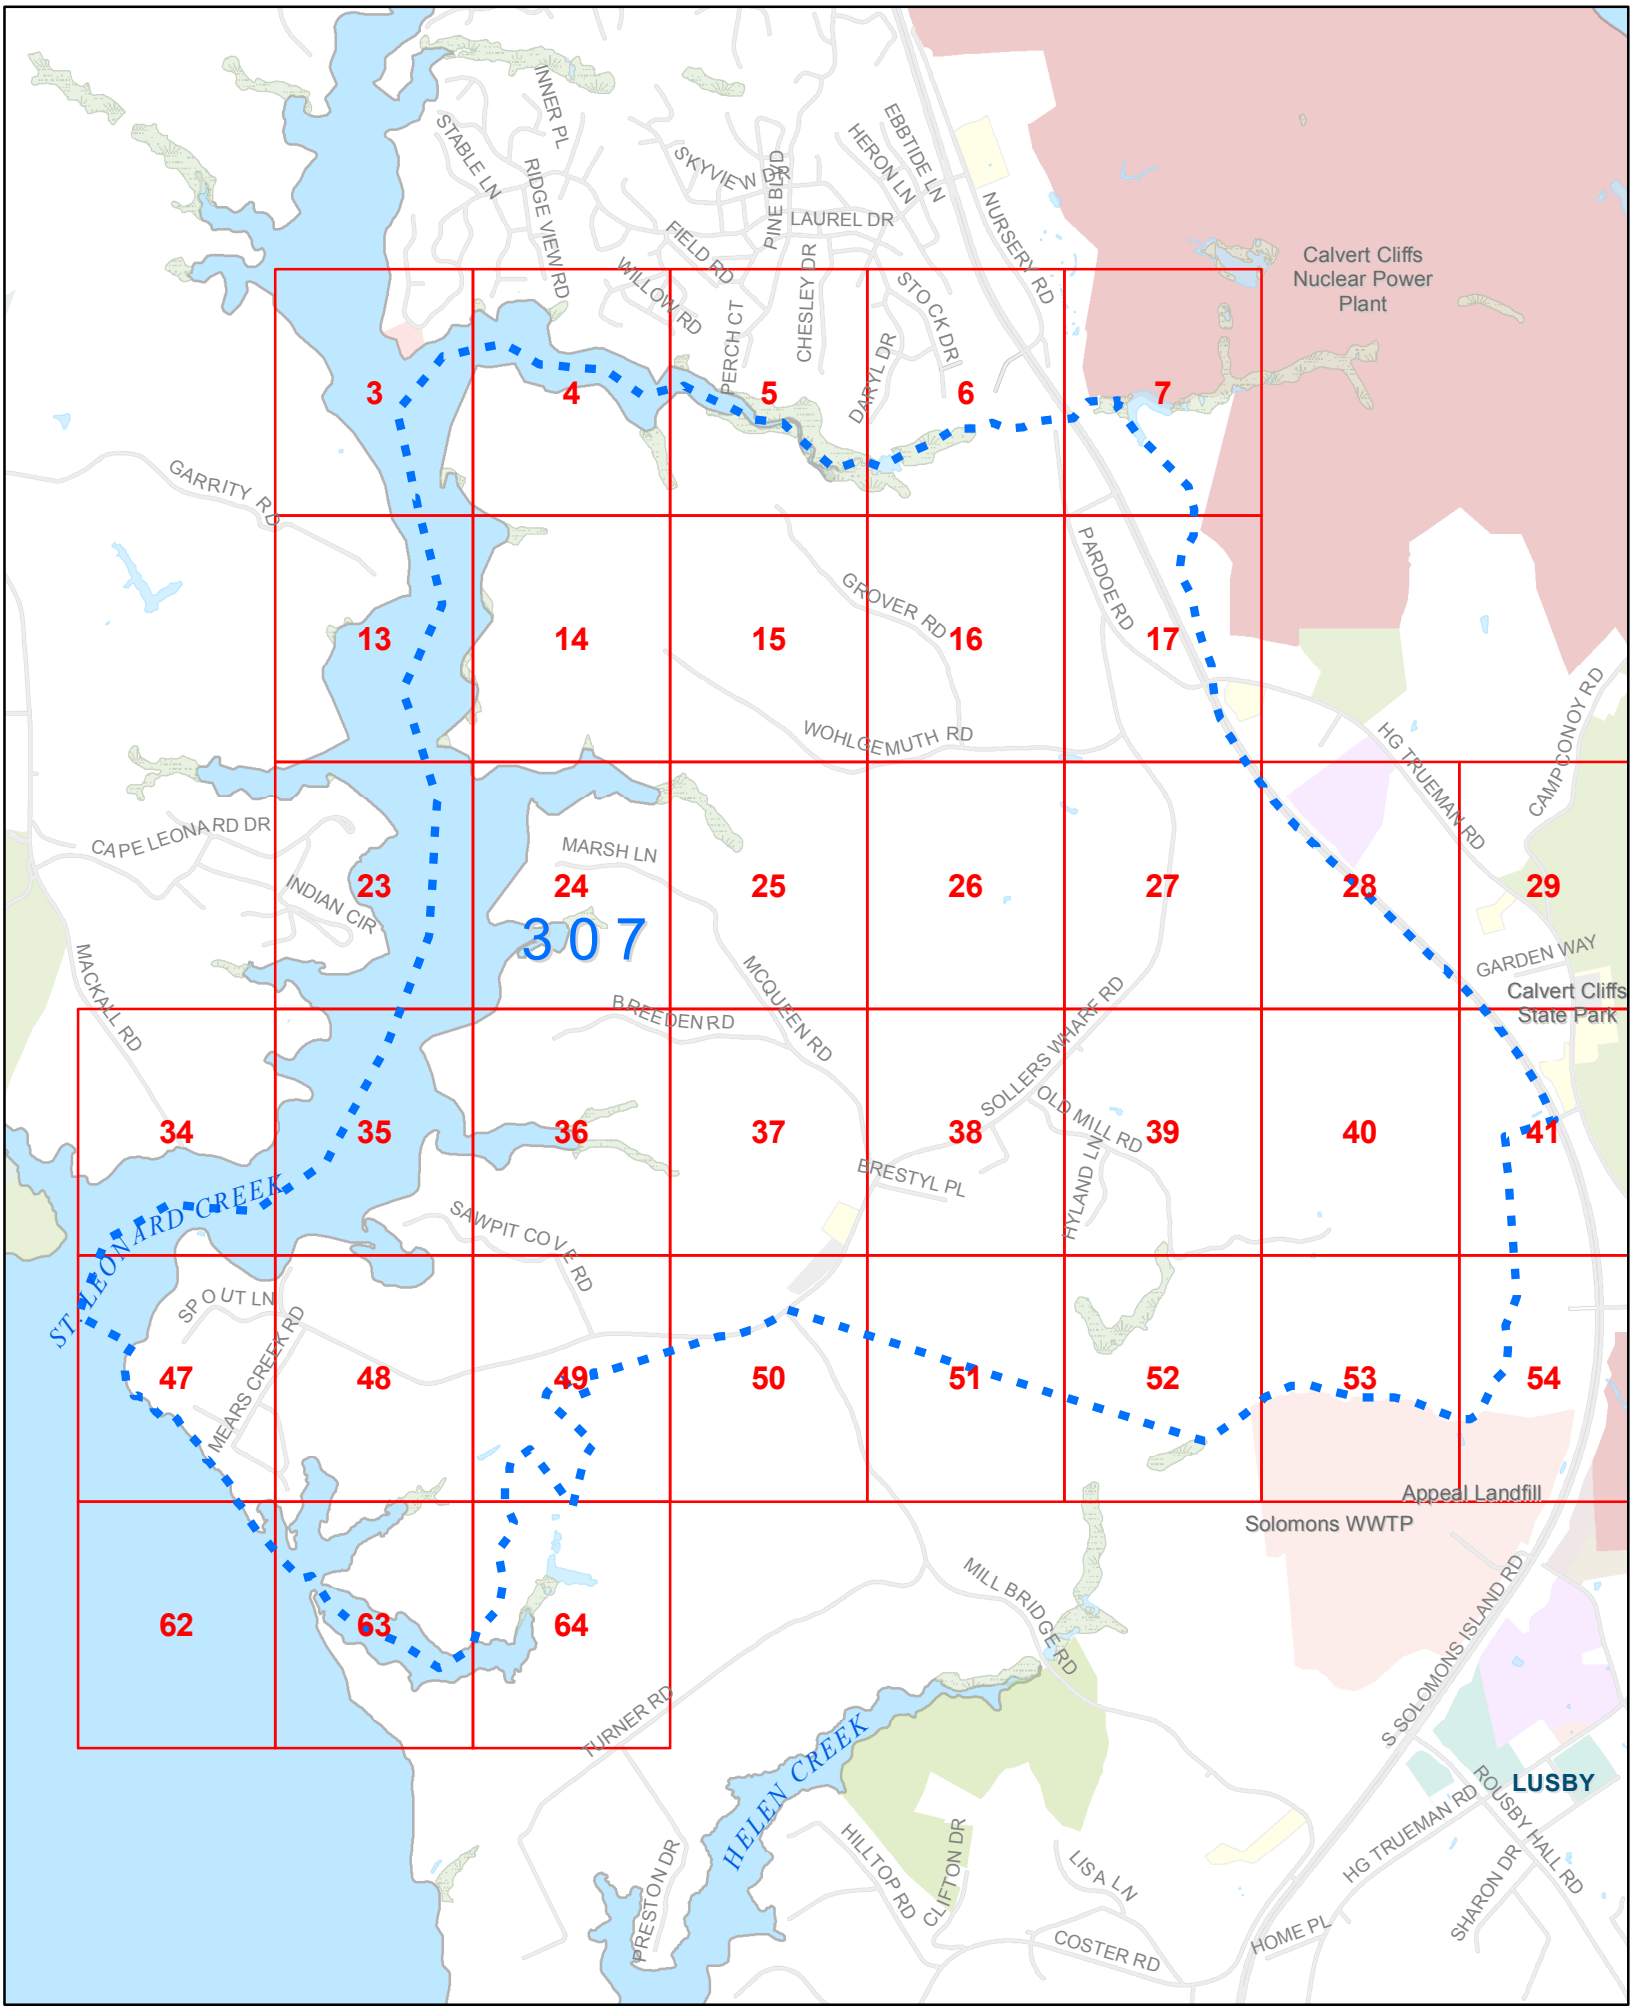 INNER PL
STABLE LN
RIDGE VIEW RD
SKYVIEW DR
PINE BLVD
HERON LN
EBBTIDE LN
LAUREL DR
NURSERY RD
FIELD RD
WILLOW RD
PERCH CT
CHESLEY DR
STOCK DR
DARYL DR
Calvert Cliffs
Nuclear Power
Plant
3
4
5
6
7
GARRITY RD
PARDOE RD
GROVER RD
13
14
15
16
17
WOHLGEMUTH RD
HG TRUEMAN RD
CAMPCONOY RD
CAPE LEONARD DR
MARSH LN
INDIAN CIR
23
24
25
26
27
28
29
307
MACKALL RD
MCQUEEN RD
GARDEN WAY
Calvert Cliffs
State Park
BREEDEN RD
SOLLERS WHARF RD
OLD MILL RD
34
35
36
37
38
39
40
41
HYLAND LN
ERESTYL PL
ST. LEONARD CREEK
SAWPIT COVE RD
SPOUT LN
MEARS CREEK RD
47
48
49
50
51
52
53
54
Appeal Landfill
Solomons WWTP
MILL BRIDGE RD
S SOLOMONS ISLAND RD
62
63
64
TURNER RD
HELEN CREEK
LUSBY
ROUSBY HALL RD
HG TRUEMAN RD
SHARON DR
PRESTON DR
HILLTOP RD
CLIFTON DR
LISA LN
COSTER RD
HOME PL